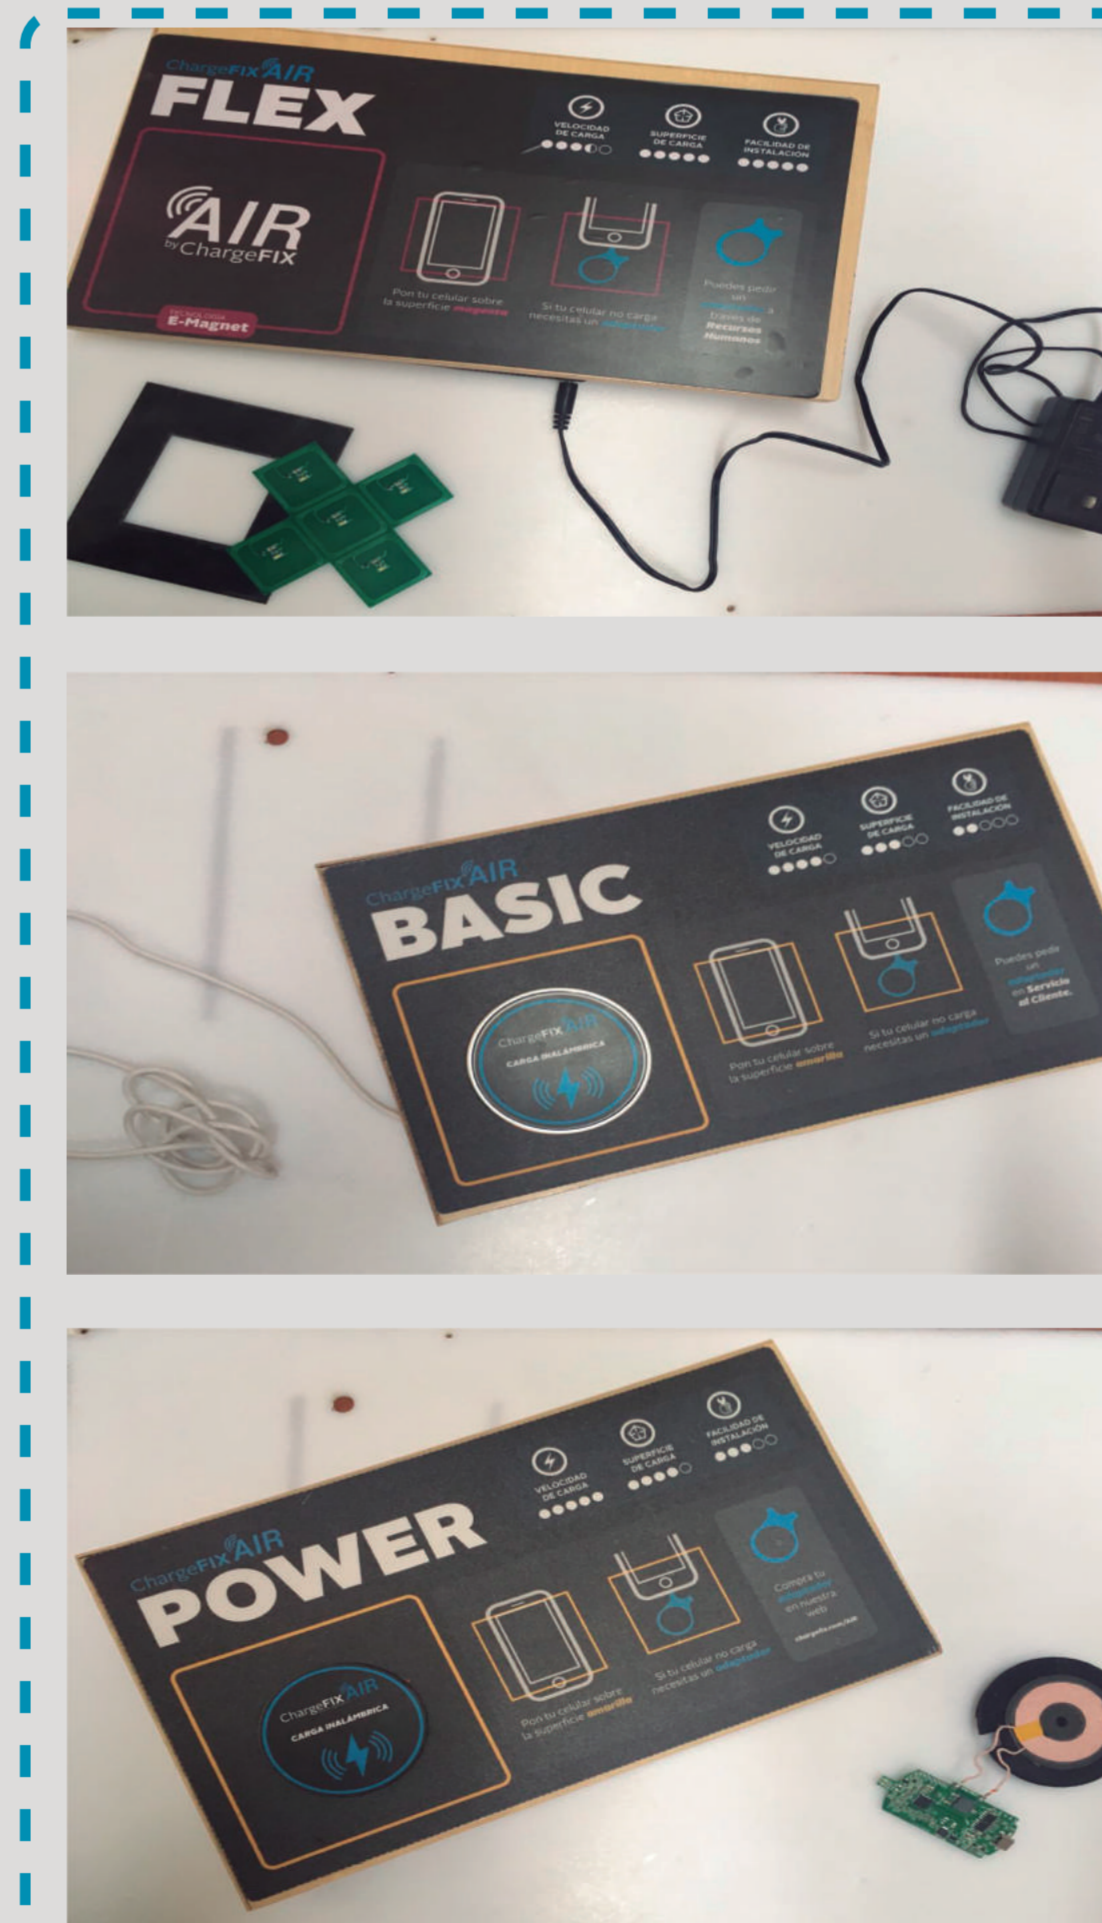 ChargeFIX AIR
FLEX
VELOCIDAD
DE CARGA
SUPERFICIE
DE CARGA
FACILIDAD DE
INSTALACIÓN
AIR
by ChargeFIX
TECNOLOGÍA
E-Magnet
Pon tu celular sobre
la superficie magenta
Si tu celular no carga
necesitas un adaptador
Puedes pedir
un
adaptador a
través de
Recursos
Humanos
ChargeFIX AIR
BASIC
VELOCIDAD
DE CARGA
SUPERFICIE
DE CARGA
FACILIDAD DE
INSTALACIÓN
ChargeFIX AIR
CARGA INALÁMBRICA
Pon tu celular sobre
la superficie amarilla
Si tu celular no carga
necesitas un adaptador
Puedes pedir
un
adaptador
en Servicio
al Cliente.
ChargeFIX AIR
POWER
VELOCIDAD
DE CARGA
SUPERFICIE
DE CARGA
FACILIDAD DE
INSTALACIÓN
ChargeFIX AIR
CARGA INALÁMBRICA
Pon tu celular sobre
la superficie amarilla
Si tu celular no carga
necesitas un adaptador
Compra tu
adaptador
en nuestra
web
chargefix.com/AIR